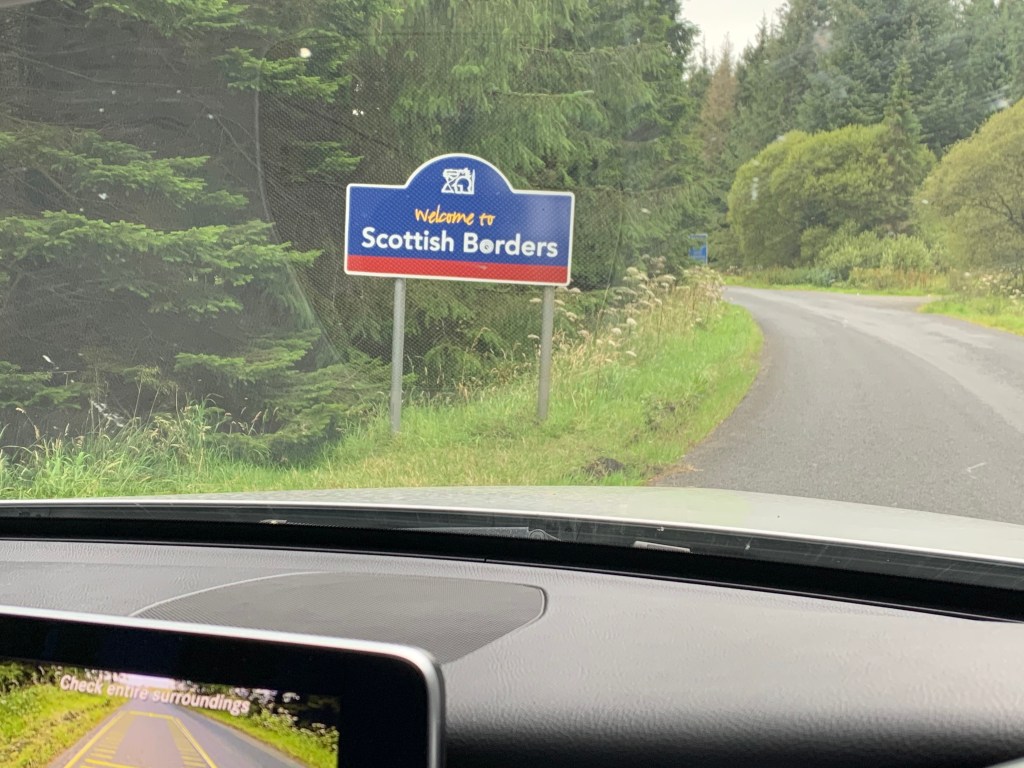 Welcome to
Scottish Borders
Check entire surroundings